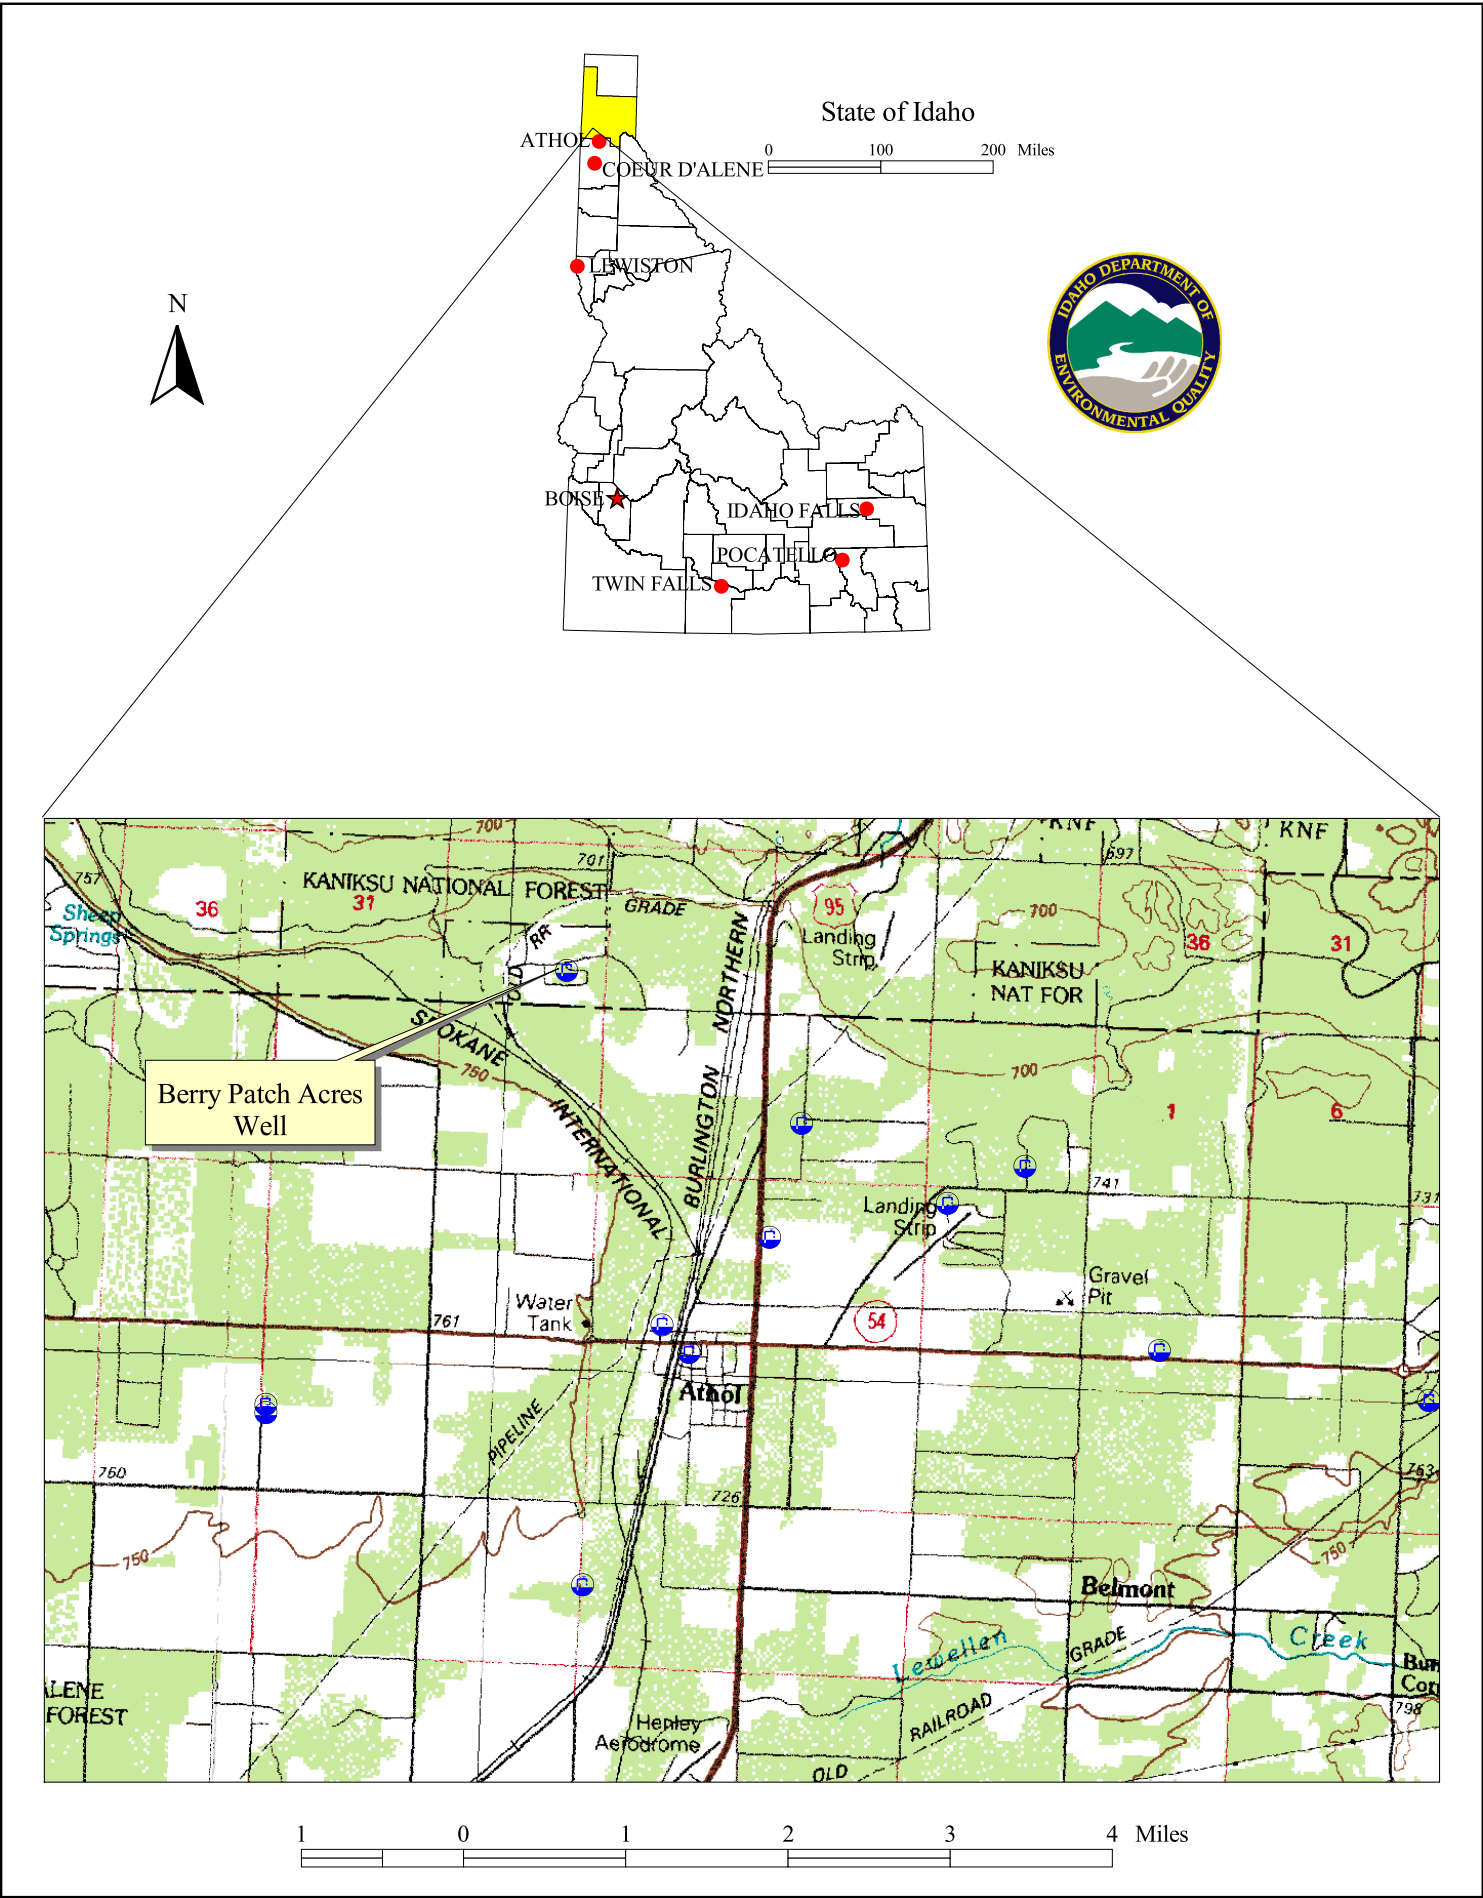 State of Idaho
0 100 200 Miles
ATHOL
COEUR D'ALENE
LEWISTON
N
IDAHO DEPARTMENT OF
ENVIRONMENTAL QUALITY
BOISE
IDAHO FALLS
POCATELLO
TWIN FALLS
700
KNF
KNF
701
697
757
KANIKSU NATIONAL FOREST
36
31
GRADE
95
700
Sheep
Springs
RR
Landing
Strip
36
31
OLD
KANIKSU
NAT FOR
BURLINGTON NORTHERN
SPOKANE
INTERNATIONAL
750
700
Berry Patch Acres
Well
1
6
741
731
Landing
Strip
Gravel
Pit
Water
Tank
761
54
Athol
PIPELINE
760
726
763
750
750
Belmont
Lewellen
Creek
GRADE
RAILROAD
OLD
ALENE
FOREST
Bun
Cor
798
Henley
Aerodrome
1 0 1 2 3 4 Miles